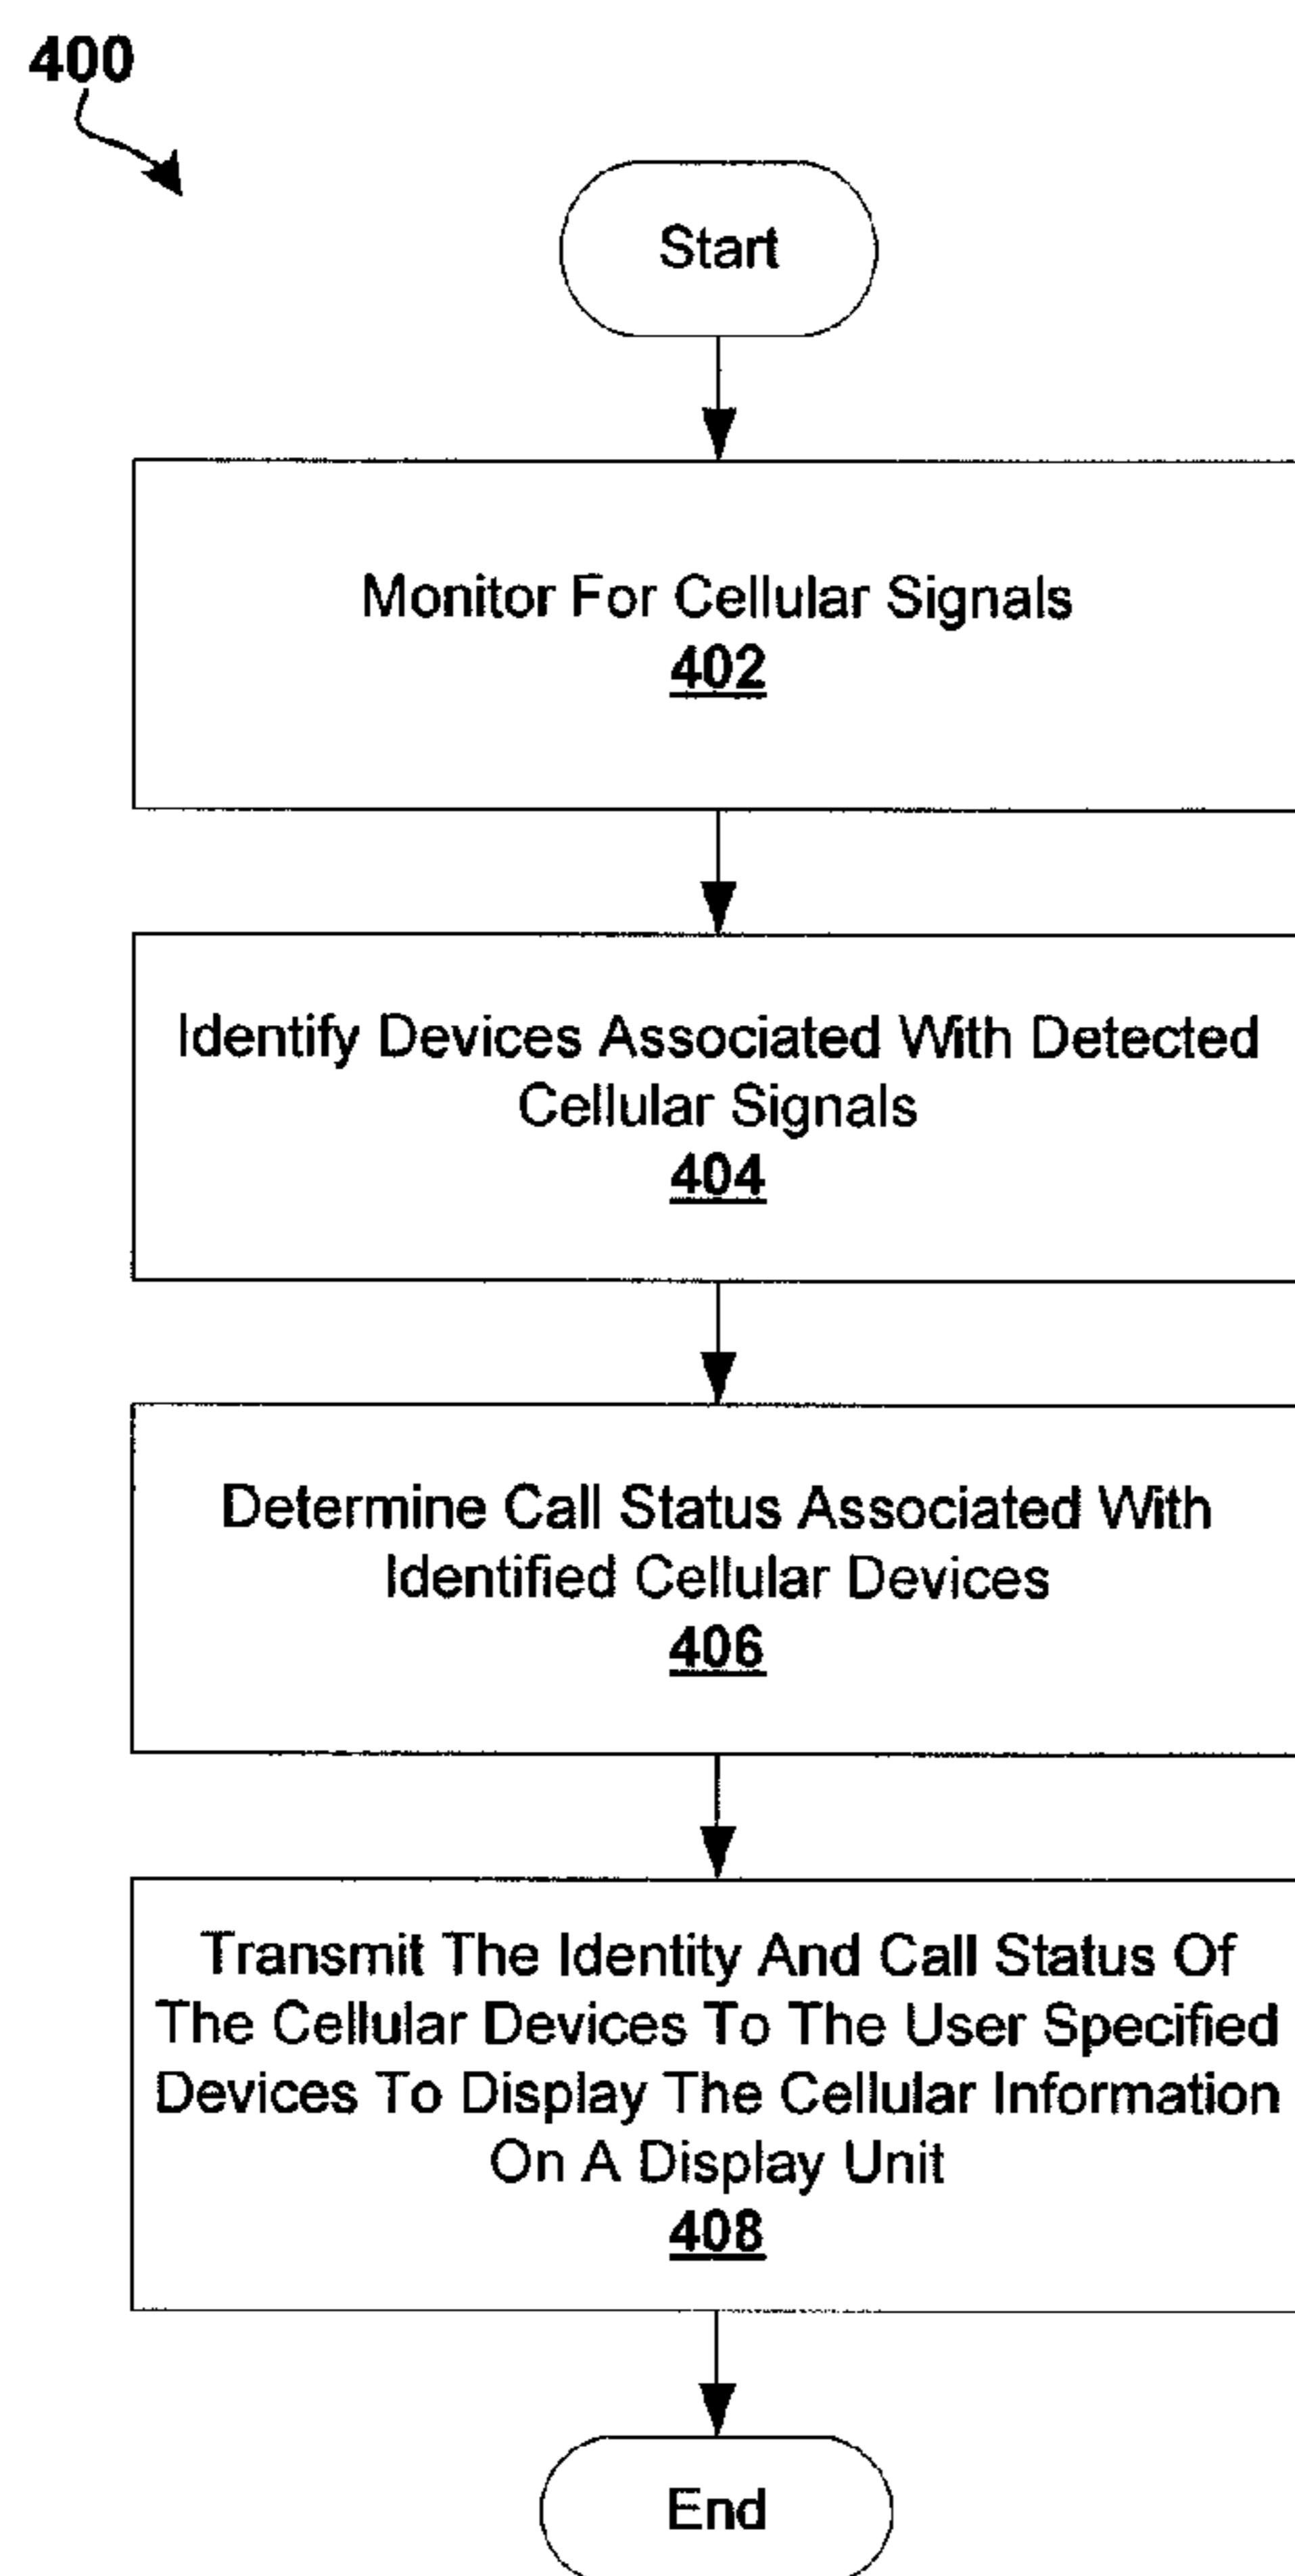 400
Start
Monitor For Cellular Signals
402
Identify Devices Associated With Detected
Cellular Signals
404
Determine Call Status Associated With
Identified Cellular Devices
406
Transmit The Identity And Call Status Of
The Cellular Devices To The User Specified
Devices To Display The Cellular Information
On A Display Unit
408
End